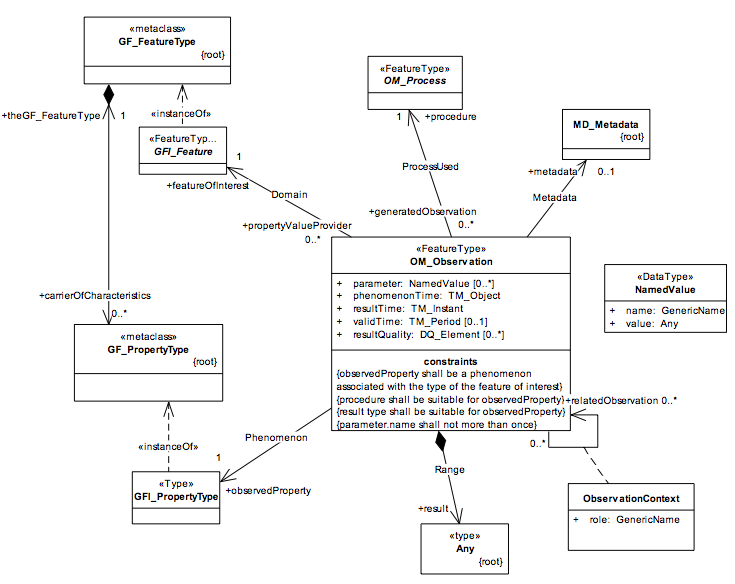 «metaclass»
GF_FeatureType
{root}
«FeatureType»
OM_Process
+theGF_FeatureType
1
«instanceOf»
1
+procedure
MD_Metadata
{root}
«FeatureTyp...
GFI_Feature
1
+featureOfInterest
ProcessUsed
+metadata
0..1
Domain
Metadata
+propertyValueProvider
0..*
+generatedObservation
0..*
«FeatureType»
OM_Observation
+ parameter: NamedValue [0..*]
+ phenomenonTime: TM_Object
+ resultTime: TM_Instant
+ validTime: TM_Period [0..1]
+ resultQuality: DQ_Element [0..*]
constraints
{observedProperty shall be a phenomenon
associated with the type of the feature of interest}
{procedure shall be suitable for observedProperty}
{result type shall be suitable for observedProperty}
{parameter.name shall not more than once}
«DataType»
NamedValue
+ name: GenericName
+ value: Any
+carrierOfCharacteristics
0..*
«metaclass»
GF_PropertyType
{root}
+relatedObservation 0..*
0..*
«instanceOf»
Phenomenon
1
+observedProperty
«Type»
GFI_PropertyType
Range
+result
«type»
Any
{root}
ObservationContext
+ role: GenericName